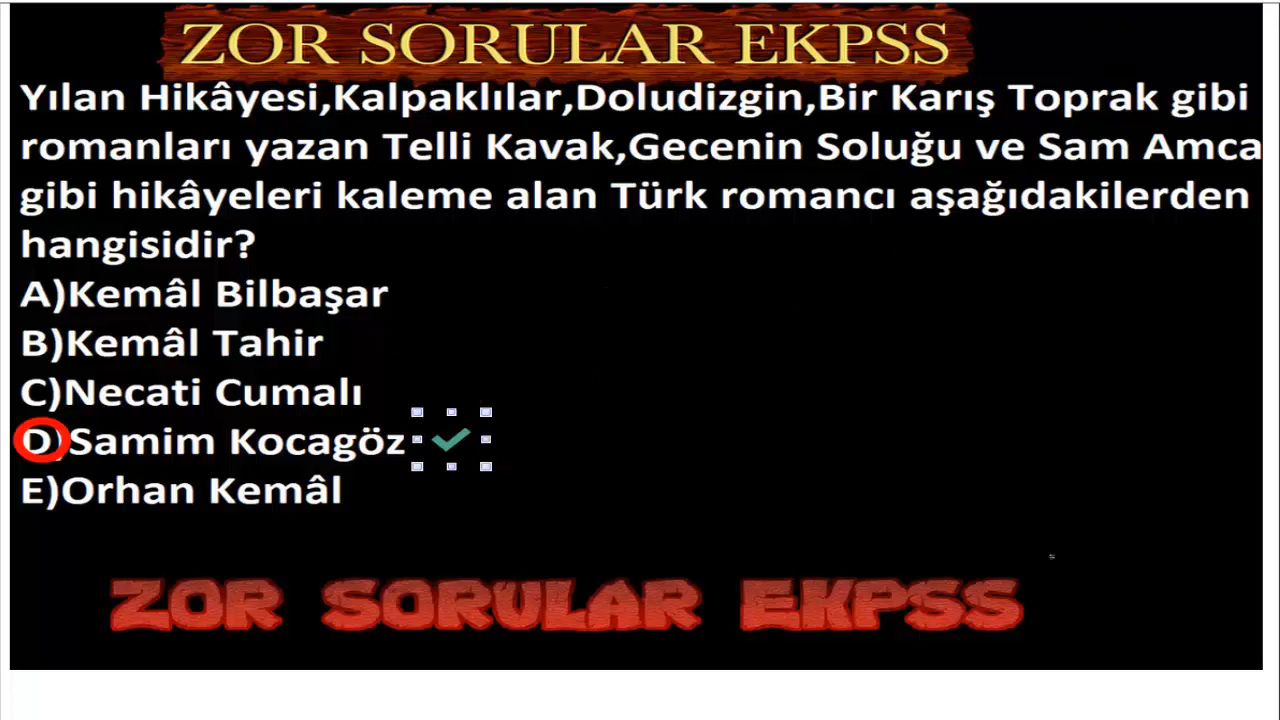 ZOR SORULAR EKPSS
Yılan Hikâyesi,Kalpaklılar,Doludizgin,Bir Karış Toprak gibi
romanları yazan Telli Kavak,Gecenin Soluğu ve Sam Amca
gibi hikâyeleri kaleme alan Türk romancı aşağıdakilerden
hangisidir?
A)Kemâl Bilbaşar
B)Kemâl Tahir
C)Necati Cumalı
D)Samim Kocagöz
E)Orhan Kemâl
ZOR SORULAR EKPSS